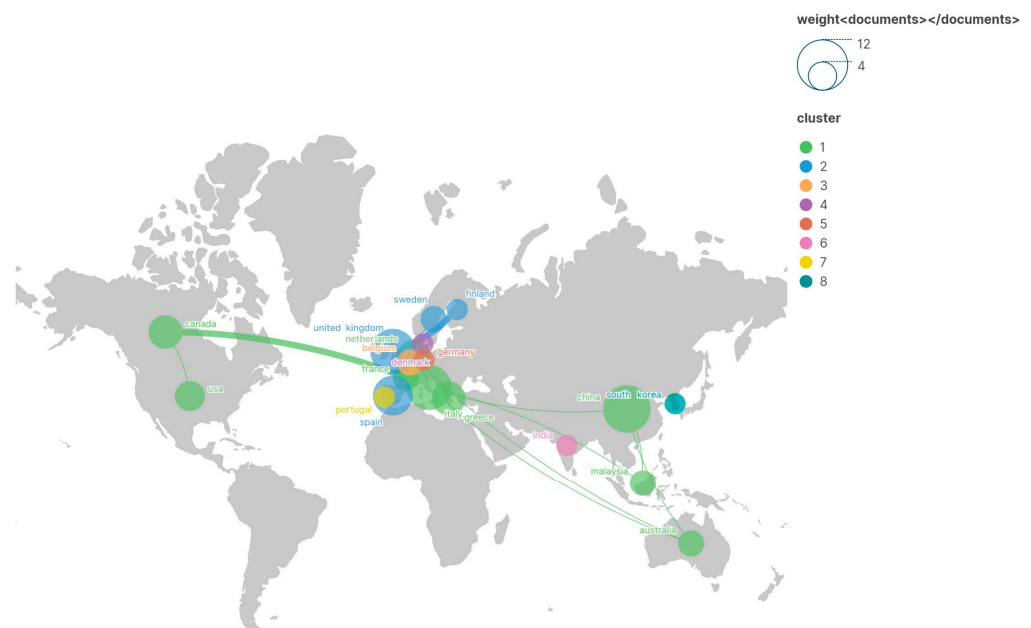 weight<documents></documents>
12
4
cluster
1
2
3
4
5
6
7
8
finland
sweden
canada
united kingdom
netherlands
belgium
germany
denmark
france
usa
china
south korea
portugal
italy
greece
spain
india
malaysia
australia